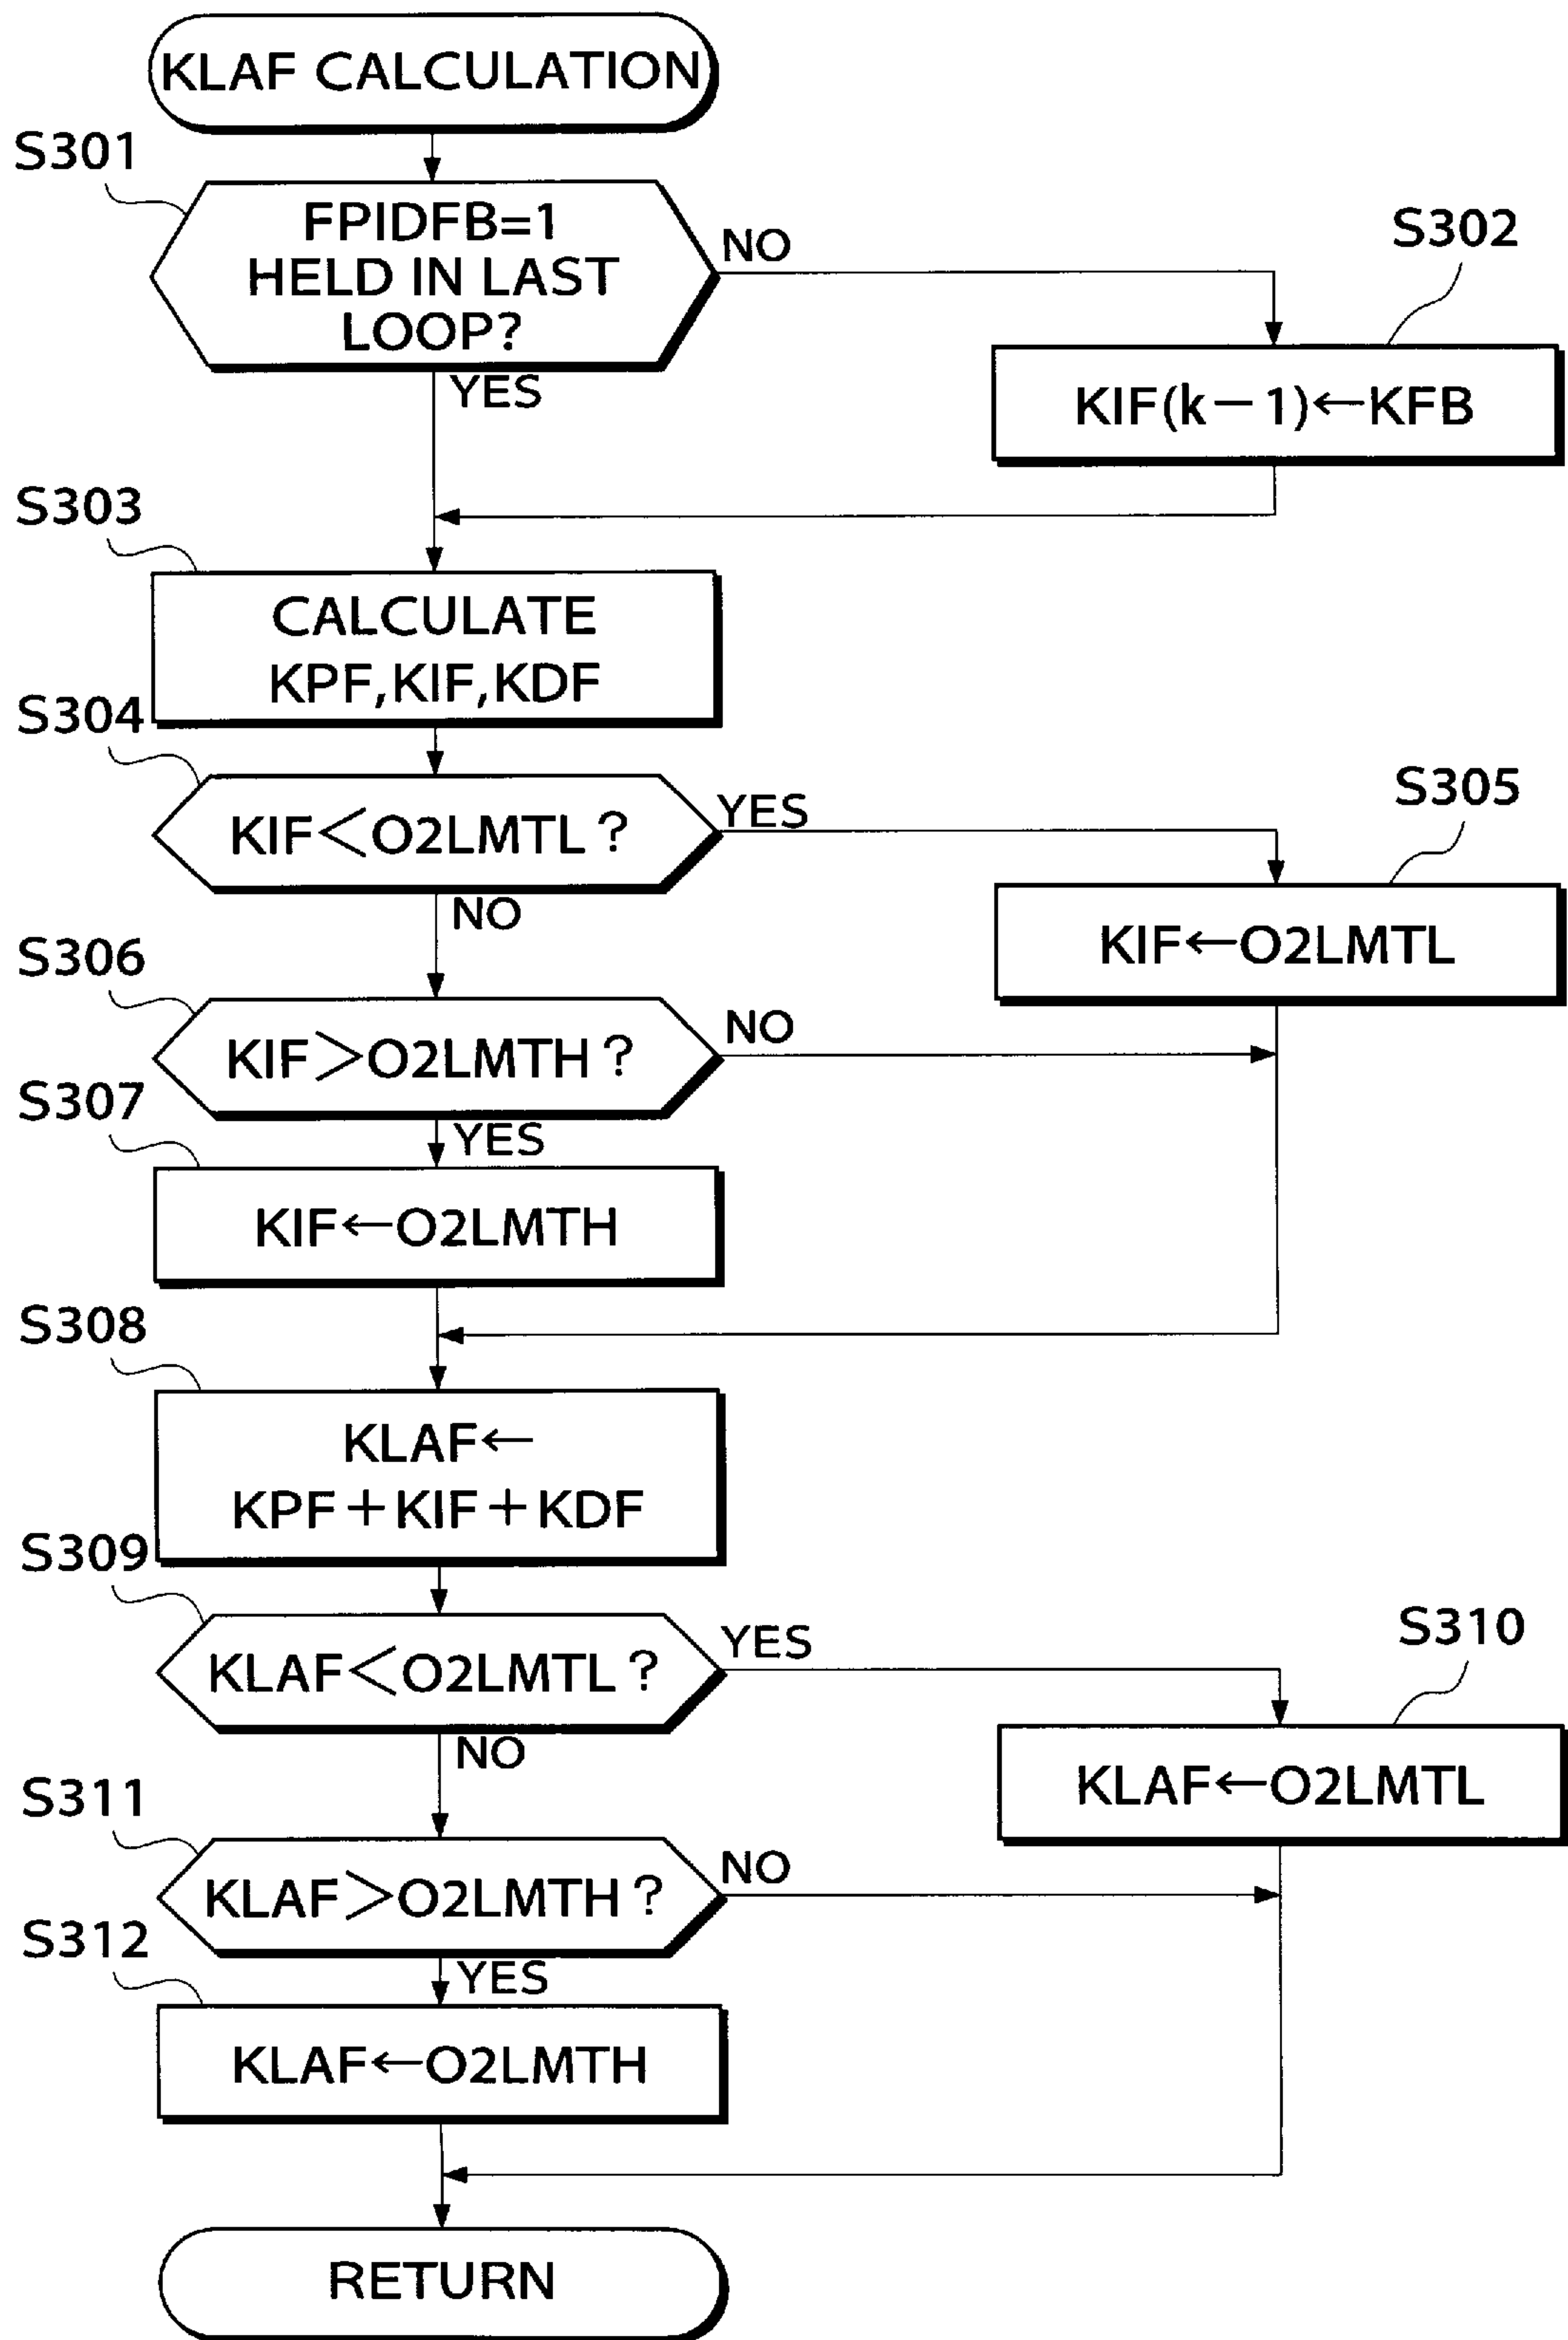 KLAF CALCULATION
S301
FPIDFB=1
HELD IN LAST
LOOP?
NO
YES
S302
KIF(k-1)←KFB
S303
CALCULATE
KPF,KIF,KDF
S304
KIF<O2LMTL?
YES
NO
S305
KIF←O2LMTL
S306
KIF>O2LMTH?
NO
YES
S307
KIF←O2LMTH
S308
KLAF←
KPF+KIF+KDF
S309
KLAF<O2LMTL?
YES
NO
S310
KLAF←O2LMTL
S311
KLAF>O2LMTH?
NO
YES
S312
KLAF←O2LMTH
RETURN